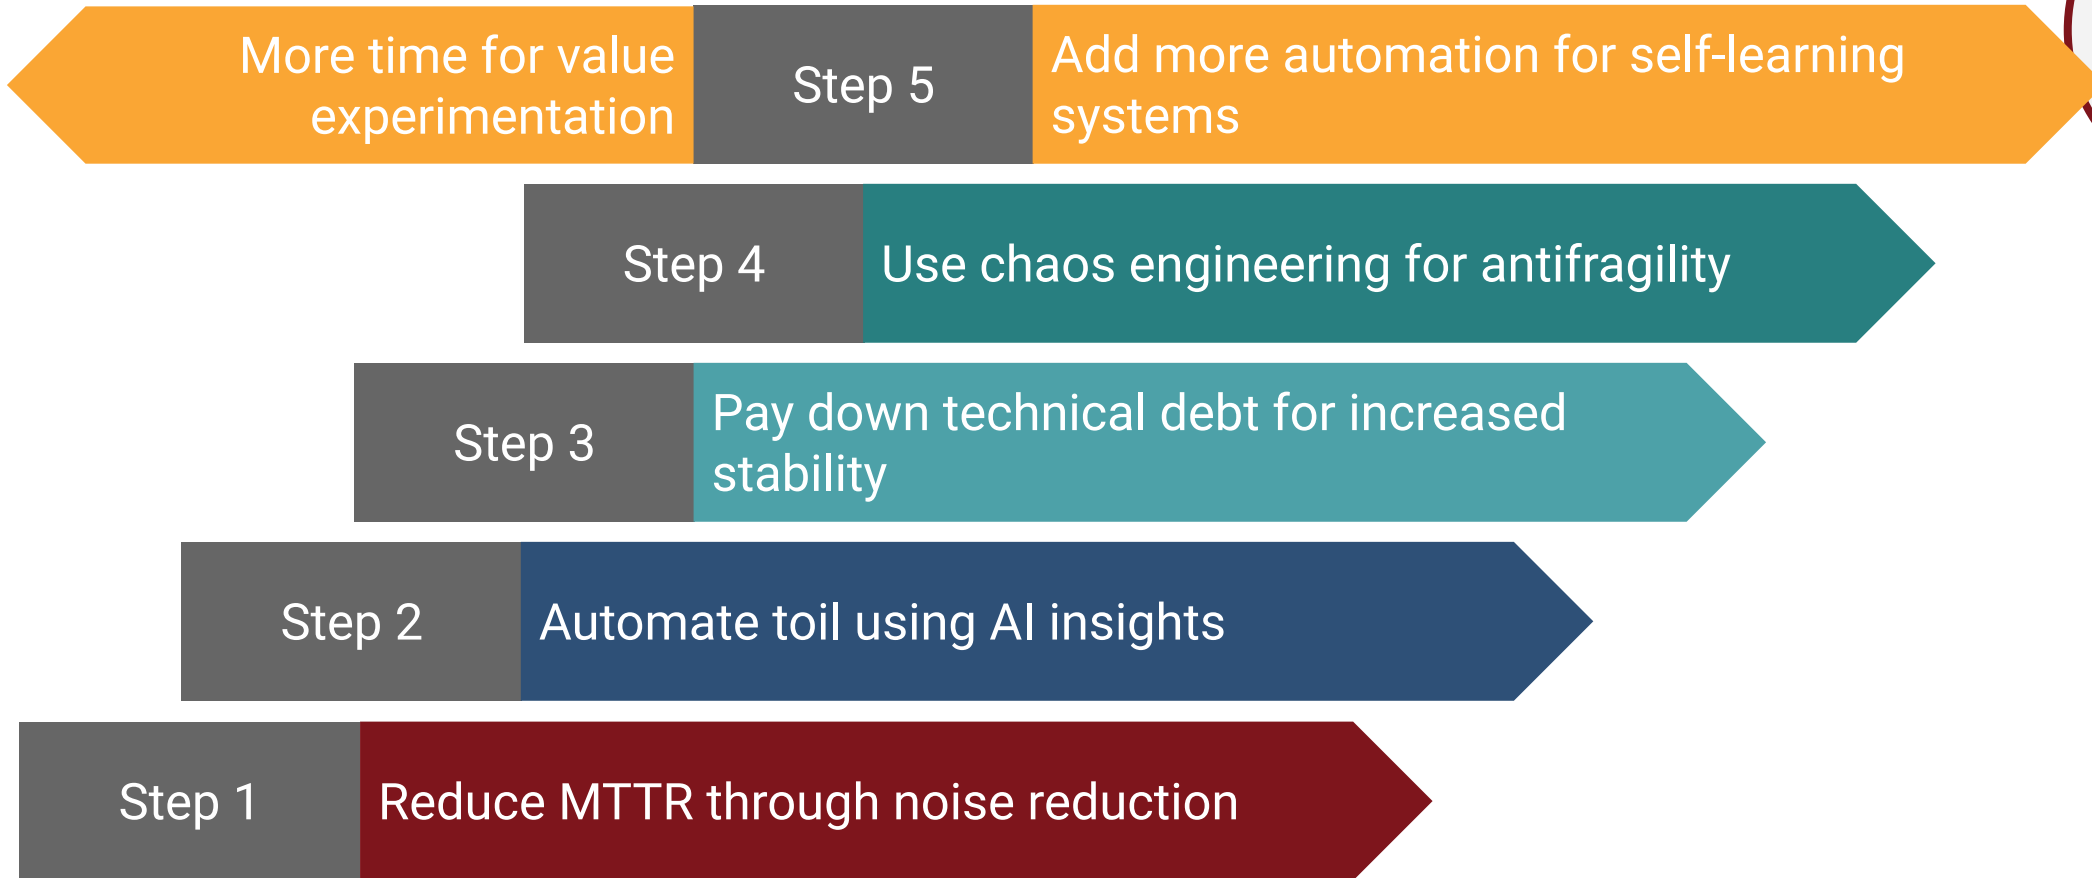 More time for value
experimentation
Step 5
Add more automation for self-learning
systems
Step 4
Use chaos engineering for antifragility
Step 3
Pay down technical debt for increased
stability
Step 2
Automate toil using AI insights
Step 1
Reduce MTTR through noise reduction